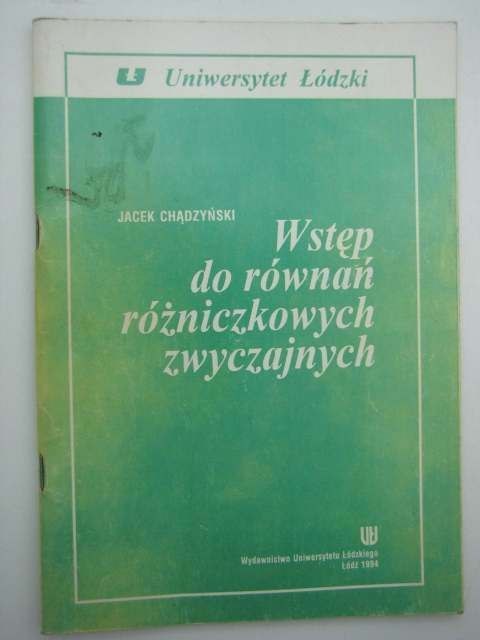 Uniwersytet Łódzki
JACEK CHĄDZYŃSKI
Wstęp
do równań
różniczkowych
zwyczajnych
Wydawnictwo Uniwersytetu Łódzkiego
Łódź 1994